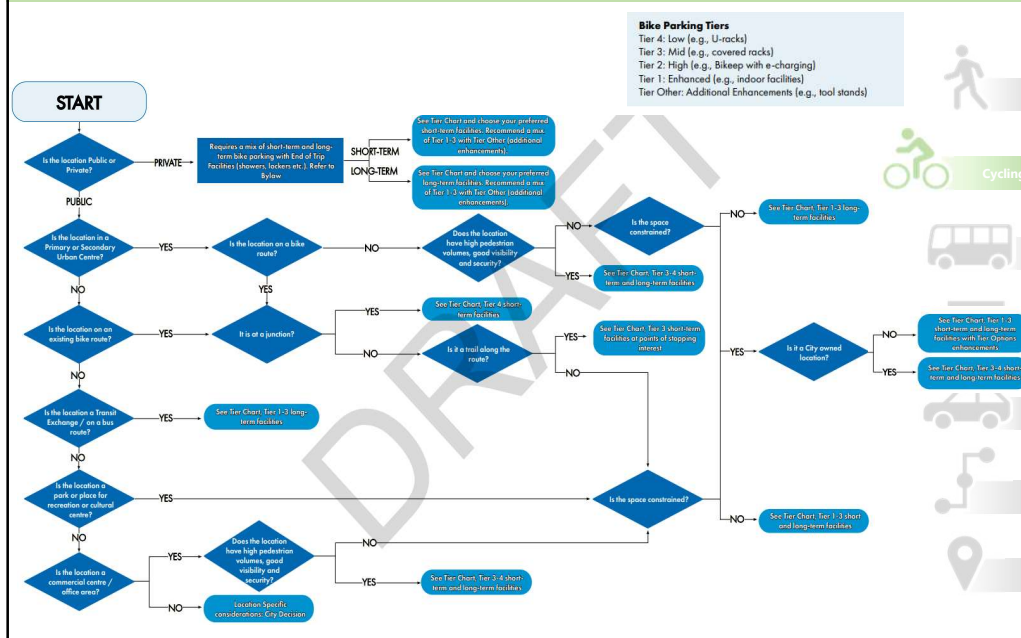 Bike Parking Tiers
Tier 4: Low (e.g., U-racks)
Tier 3: Mid (e.g., covered racks)
Tier 2: High (e.g., Bikeep with e-charging)
Tier 1: Enhanced (e.g., indoor facilities)
Tier Other: Additional Enhancements (e.g., tool stands)
START
Is the location Public or
Private?
PRIVATE
Requires a mix of short-term and long-
term bike parking with End of Trip
Facilities (showers, lockers etc.). Refer to
Bylaw
SHORT-TERM
See Tier Chart and choose your preferred
short-term facilities. Recommend a mix
of Tier 1-3 with Tier Other (additional
enhancements).
LONG-TERM
See Tier Chart and choose your preferred
long-term facilities. Recommend a mix
of Tier 1-3 with Tier Other (additional
enhancements).
Cycling
PUBLIC
Is the location in a
Primary or Secondary
Urban Centre?
YES
Is the location on a bike
route?
NO
Does the location
have high pedestrian
volumes, good visibility
and security?
NO
Is the space
constrained?
NO
See Tier Chart, Tier 1-3 long-
term facilities
YES
See Tier Chart, Tier 3-4 short-
term and long-term facilities
NO
YES
Is the location on an
existing bike route?
YES
It is at a junction?
YES
See Tier Chart, Tier 4 short-
term facilities
NO
Is it a trail along the
route?
YES
See Tier Chart, Tier 3 short-term
facilities at points of stopping
interest
NO
YES
Is it a City owned
location?
NO
See Tier Chart, Tier 1-3
short-term and long-term
facilities with Tier Options
enhancements
YES
See Tier Chart, Tier 3-4 short-
term and long-term facilities
NO
Is the location a Transit
Exchange / on a bus
route?
YES
See Tier Chart, Tier 1-3 long-
term facilities
NO
Is the location a
park or place for
recreation or cultural
centre?
YES
Is the space constrained?
NO
See Tier Chart, Tier 1-3 short
and long-term facilities
NO
Is the location a
commercial centre /
office area?
YES
Does the location
have high pedestrian
volumes, good
visibility and
security?
NO
YES
See Tier Chart, Tier 3-4 short-
term and long-term facilities
NO
Location Specific
considerations: City Decision
DRAFT